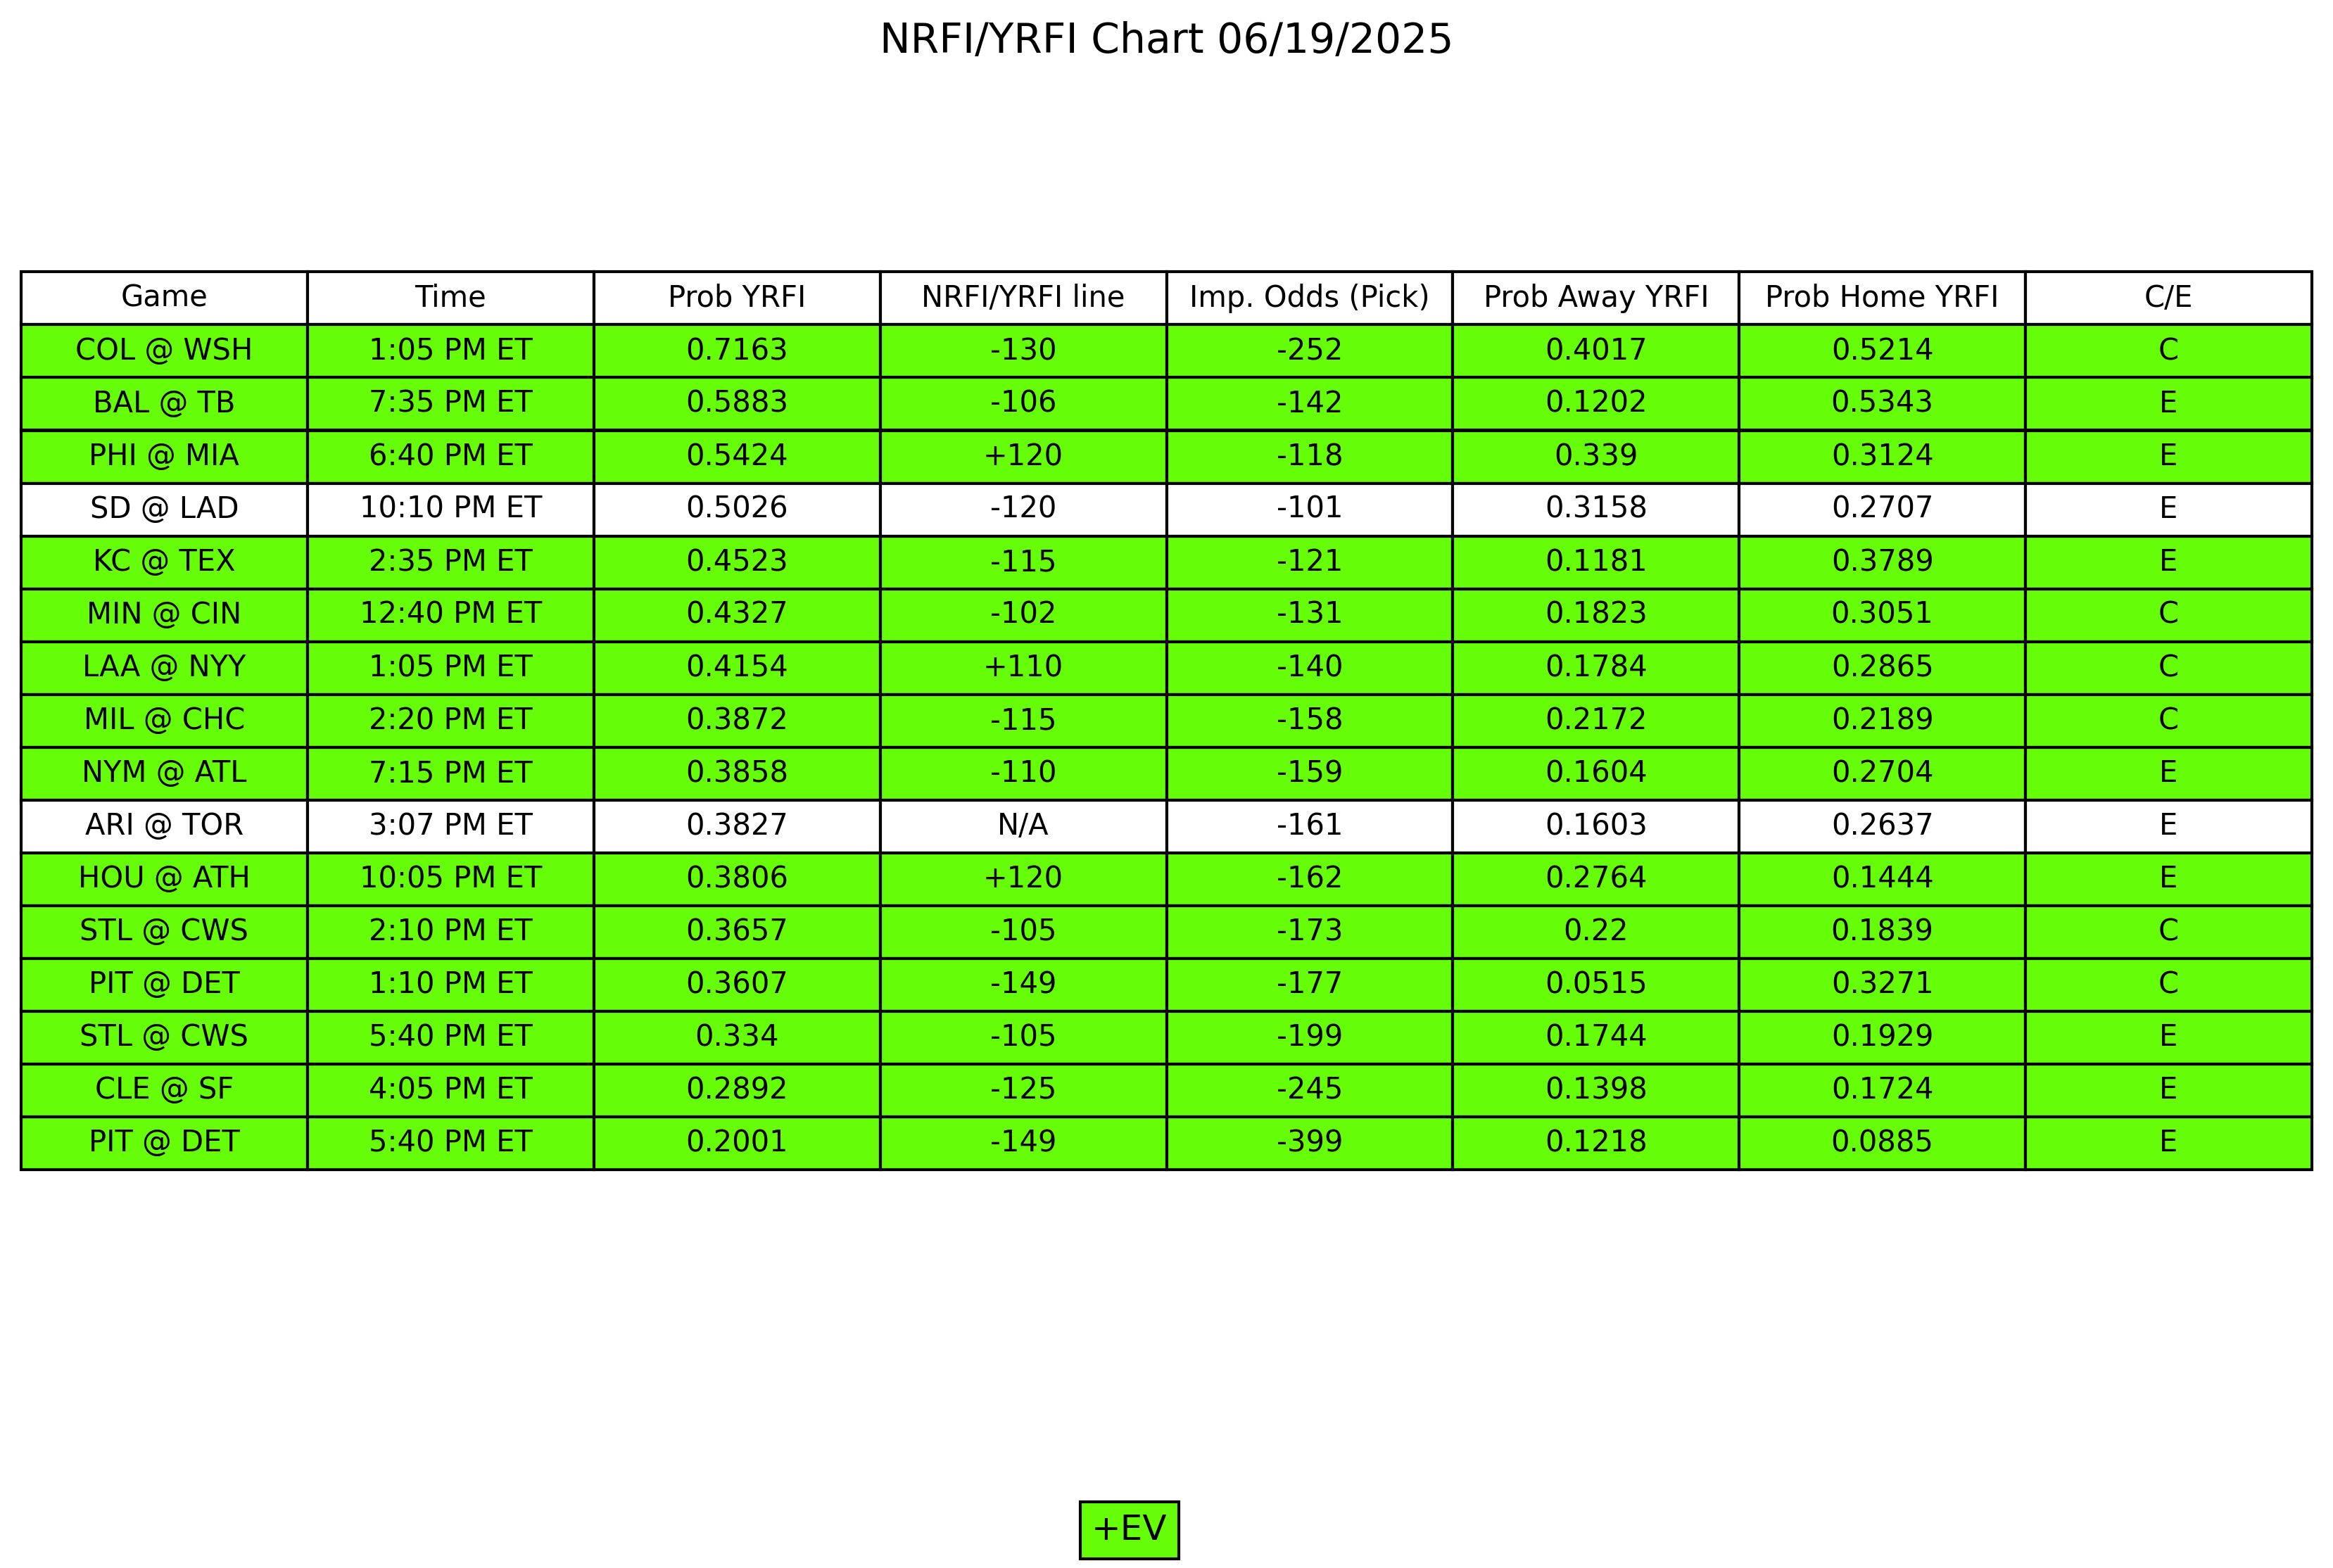 NRFI/YRFI Chart 06/19/2025
Game Time Prob YRFI NRFI/YRFI line Imp. Odds (Pick) Prob Away YRFI Prob Home YRFI C/E
COL @ WSH 1:05 PM ET 0.7163 -130 -252 0.4017 0.5214 C
BAL @ TB 7:35 PM ET 0.5883 -106 -142 0.1202 0.5343 E
PHI @ MIA 6:40 PM ET 0.5424 +120 -118 0.339 0.3124 E
SD @ LAD 10:10 PM ET 0.5026 -120 -101 0.3158 0.2707 E
KC @ TEX 2:35 PM ET 0.4523 -115 -121 0.1181 0.3789 E
MIN @ CIN 12:40 PM ET 0.4327 -102 -131 0.1823 0.3051 C
LAA @ NYY 1:05 PM ET 0.4154 +110 -140 0.1784 0.2865 C
MIL @ CHC 2:20 PM ET 0.3872 -115 -158 0.2172 0.2189 C
NYM @ ATL 7:15 PM ET 0.3858 -110 -159 0.1604 0.2704 E
ARI @ TOR 3:07 PM ET 0.3827 N/A -161 0.1603 0.2637 E
HOU @ ATH 10:05 PM ET 0.3806 +120 -162 0.2764 0.1444 E
STL @ CWS 2:10 PM ET 0.3657 -105 -173 0.22 0.1839 C
PIT @ DET 1:10 PM ET 0.3607 -149 -177 0.0515 0.3271 C
STL @ CWS 5:40 PM ET 0.334 -105 -199 0.1744 0.1929 E
CLE @ SF 4:05 PM ET 0.2892 -125 -245 0.1398 0.1724 E
PIT @ DET 5:40 PM ET 0.2001 -149 -399 0.1218 0.0885 E
+EV